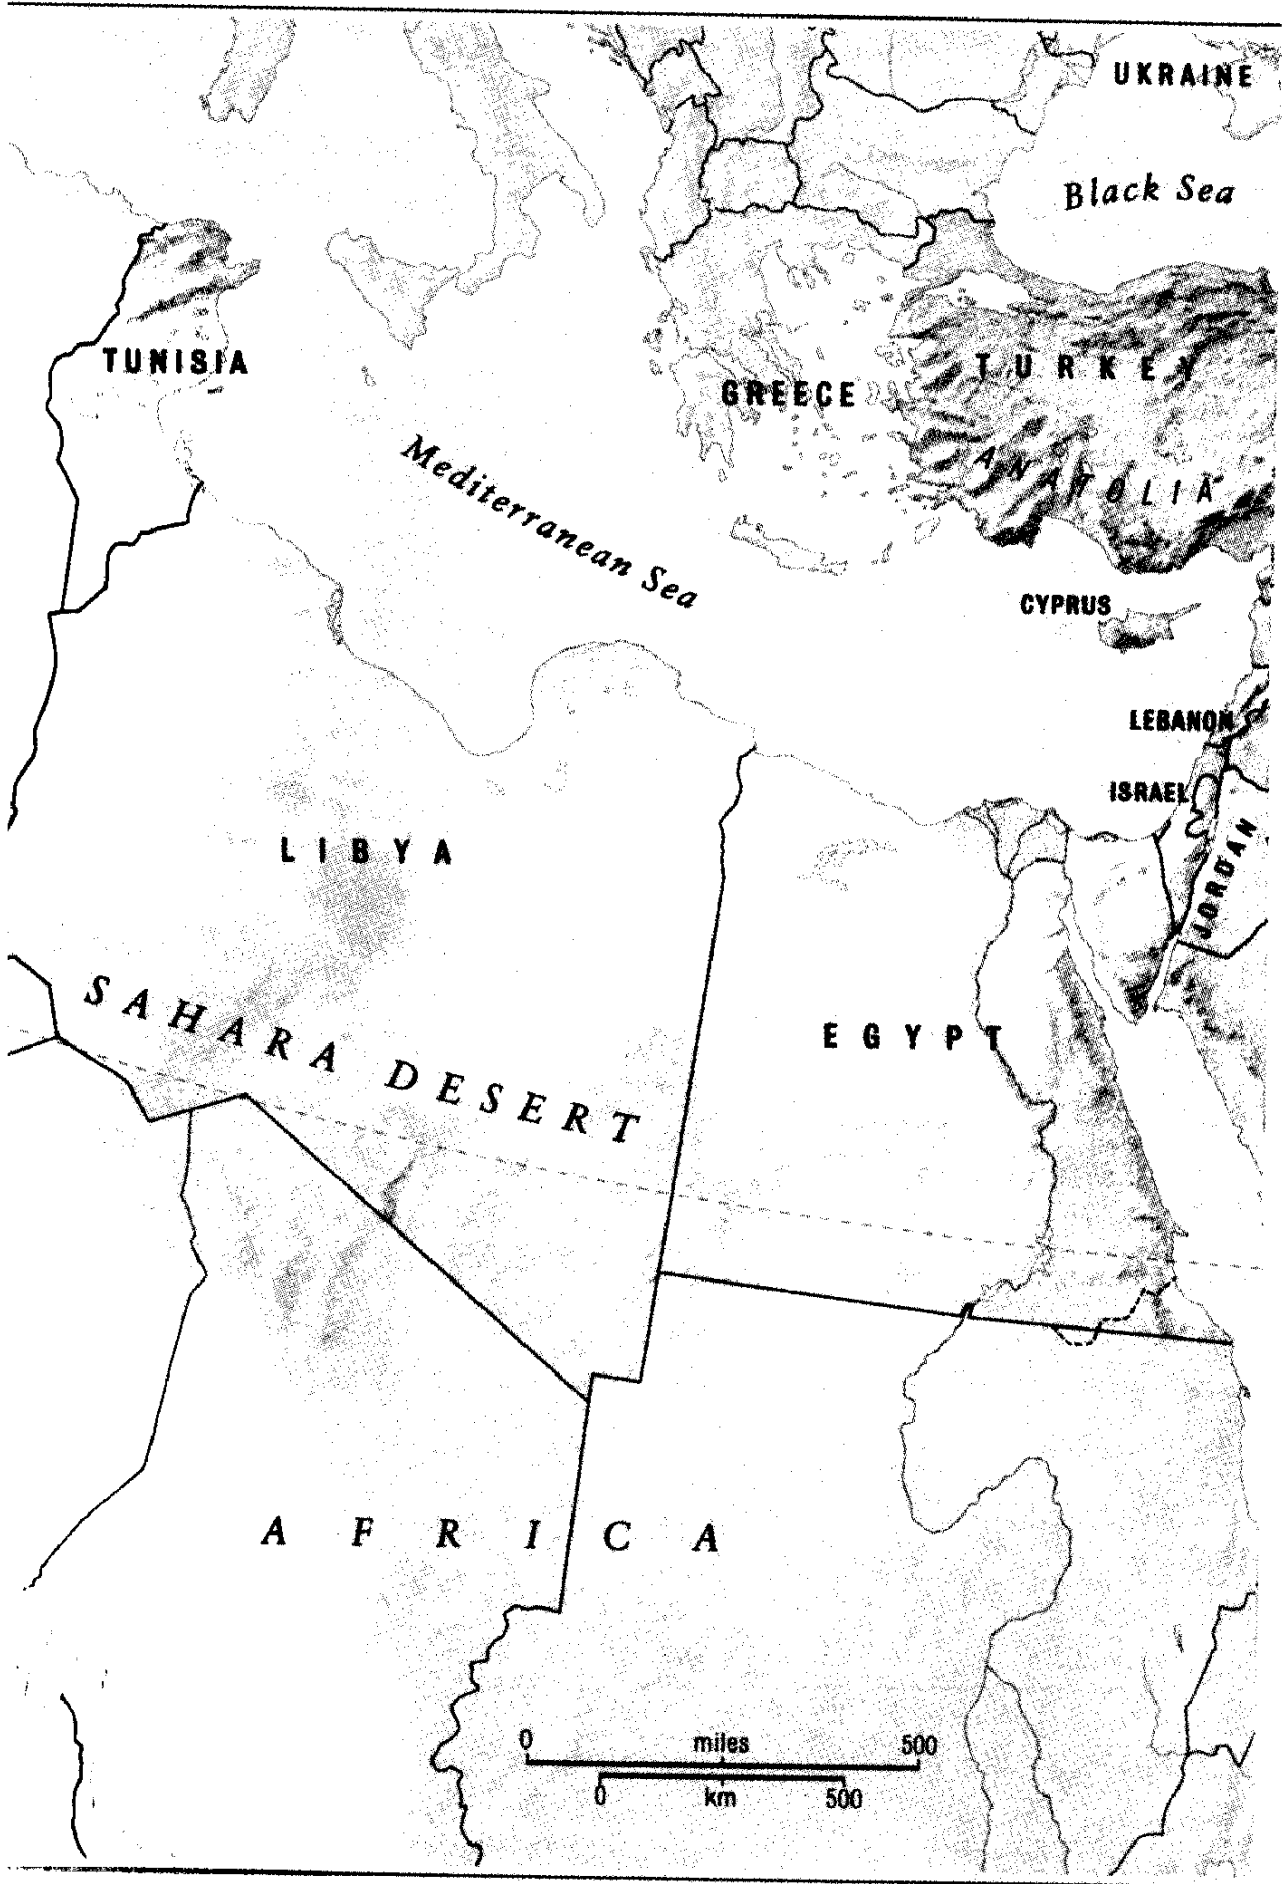 UKRAINE
Black Sea
TUNISIA
TURKEY
GREECE
Mediterranean Sea
ANATOLIA
CYPRUS
LEBANON
ISRAEL
LIBYA
JORDAN
SAHARA DESERT
EGYPT
AFRICA
0 miles 500
0 km 500